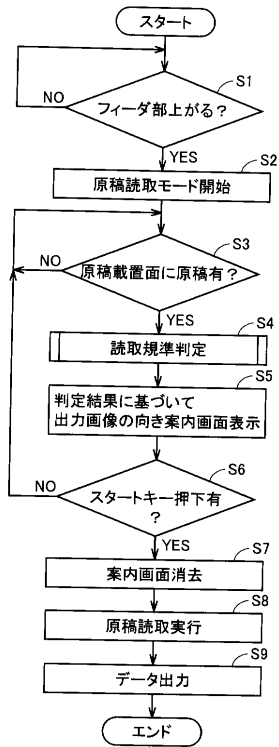 スタート
S1
フィーダ部上がる？
NO
YES
S2
原稿読取モード開始
S3
NO
原稿載置面に原稿有？
YES
S4
読取規準判定
S5
判定結果に基づいて
出力画像の向き案内画面表示
S6
NO
スタートキー押下有
？
YES
S7
案内画面消去
S8
原稿読取実行
S9
データ出力
エンド